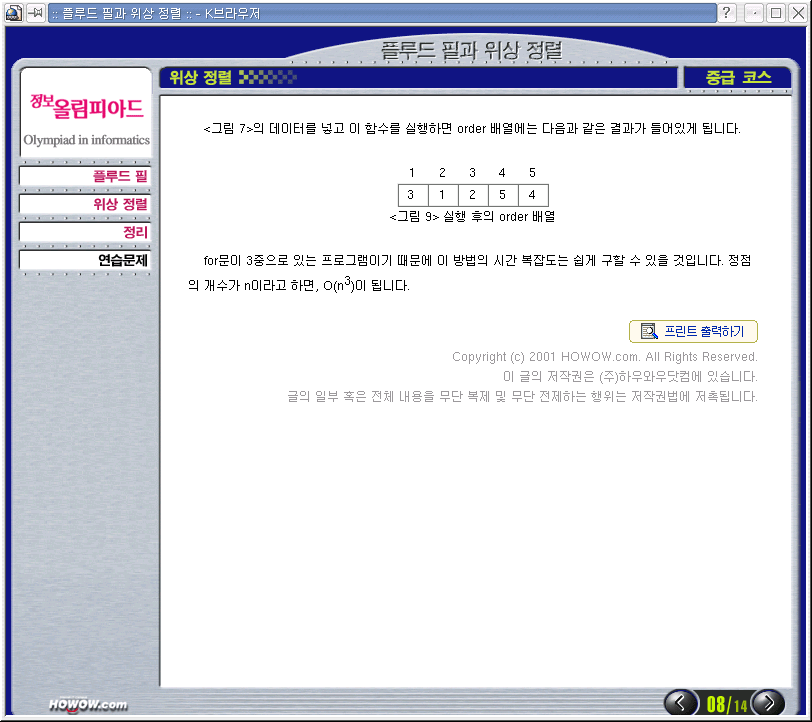 :: 플루드 필과 위상 정렬 :: - K브라우저
플루드 필과 위상 정렬
위상 정렬
중급 코스
정보올림피아드
Olympiad in informatics
플루드 필
위상 정렬
정리
연습문제
<그림 7>의 데이터를 넣고 이 함수를 실행하면 order 배열에는 다음과 같은 결과가 들어있게 됩니다.
1 2 3 4 5
3 1 2 5 4
<그림 9> 실행 후의 order 배열
for문이 3중으로 있는 프로그램이기 때문에 이 방법의 시간 복잡도는 쉽게 구할 수 있을 것입니다. 정점
의 개수가 n이라고 하면, O(n³)이 됩니다.
프린트 출력하기
Copyright (c) 2001 HOWOW.com. All Rights Reserved.
이 글의 저작권은 (주)하우와우닷컴에 있습니다.
글의 일부 혹은 전체 내용을 무단 복제 및 무단 전제하는 행위는 저작권법에 저촉됩니다.
HOWOW.com
08/14